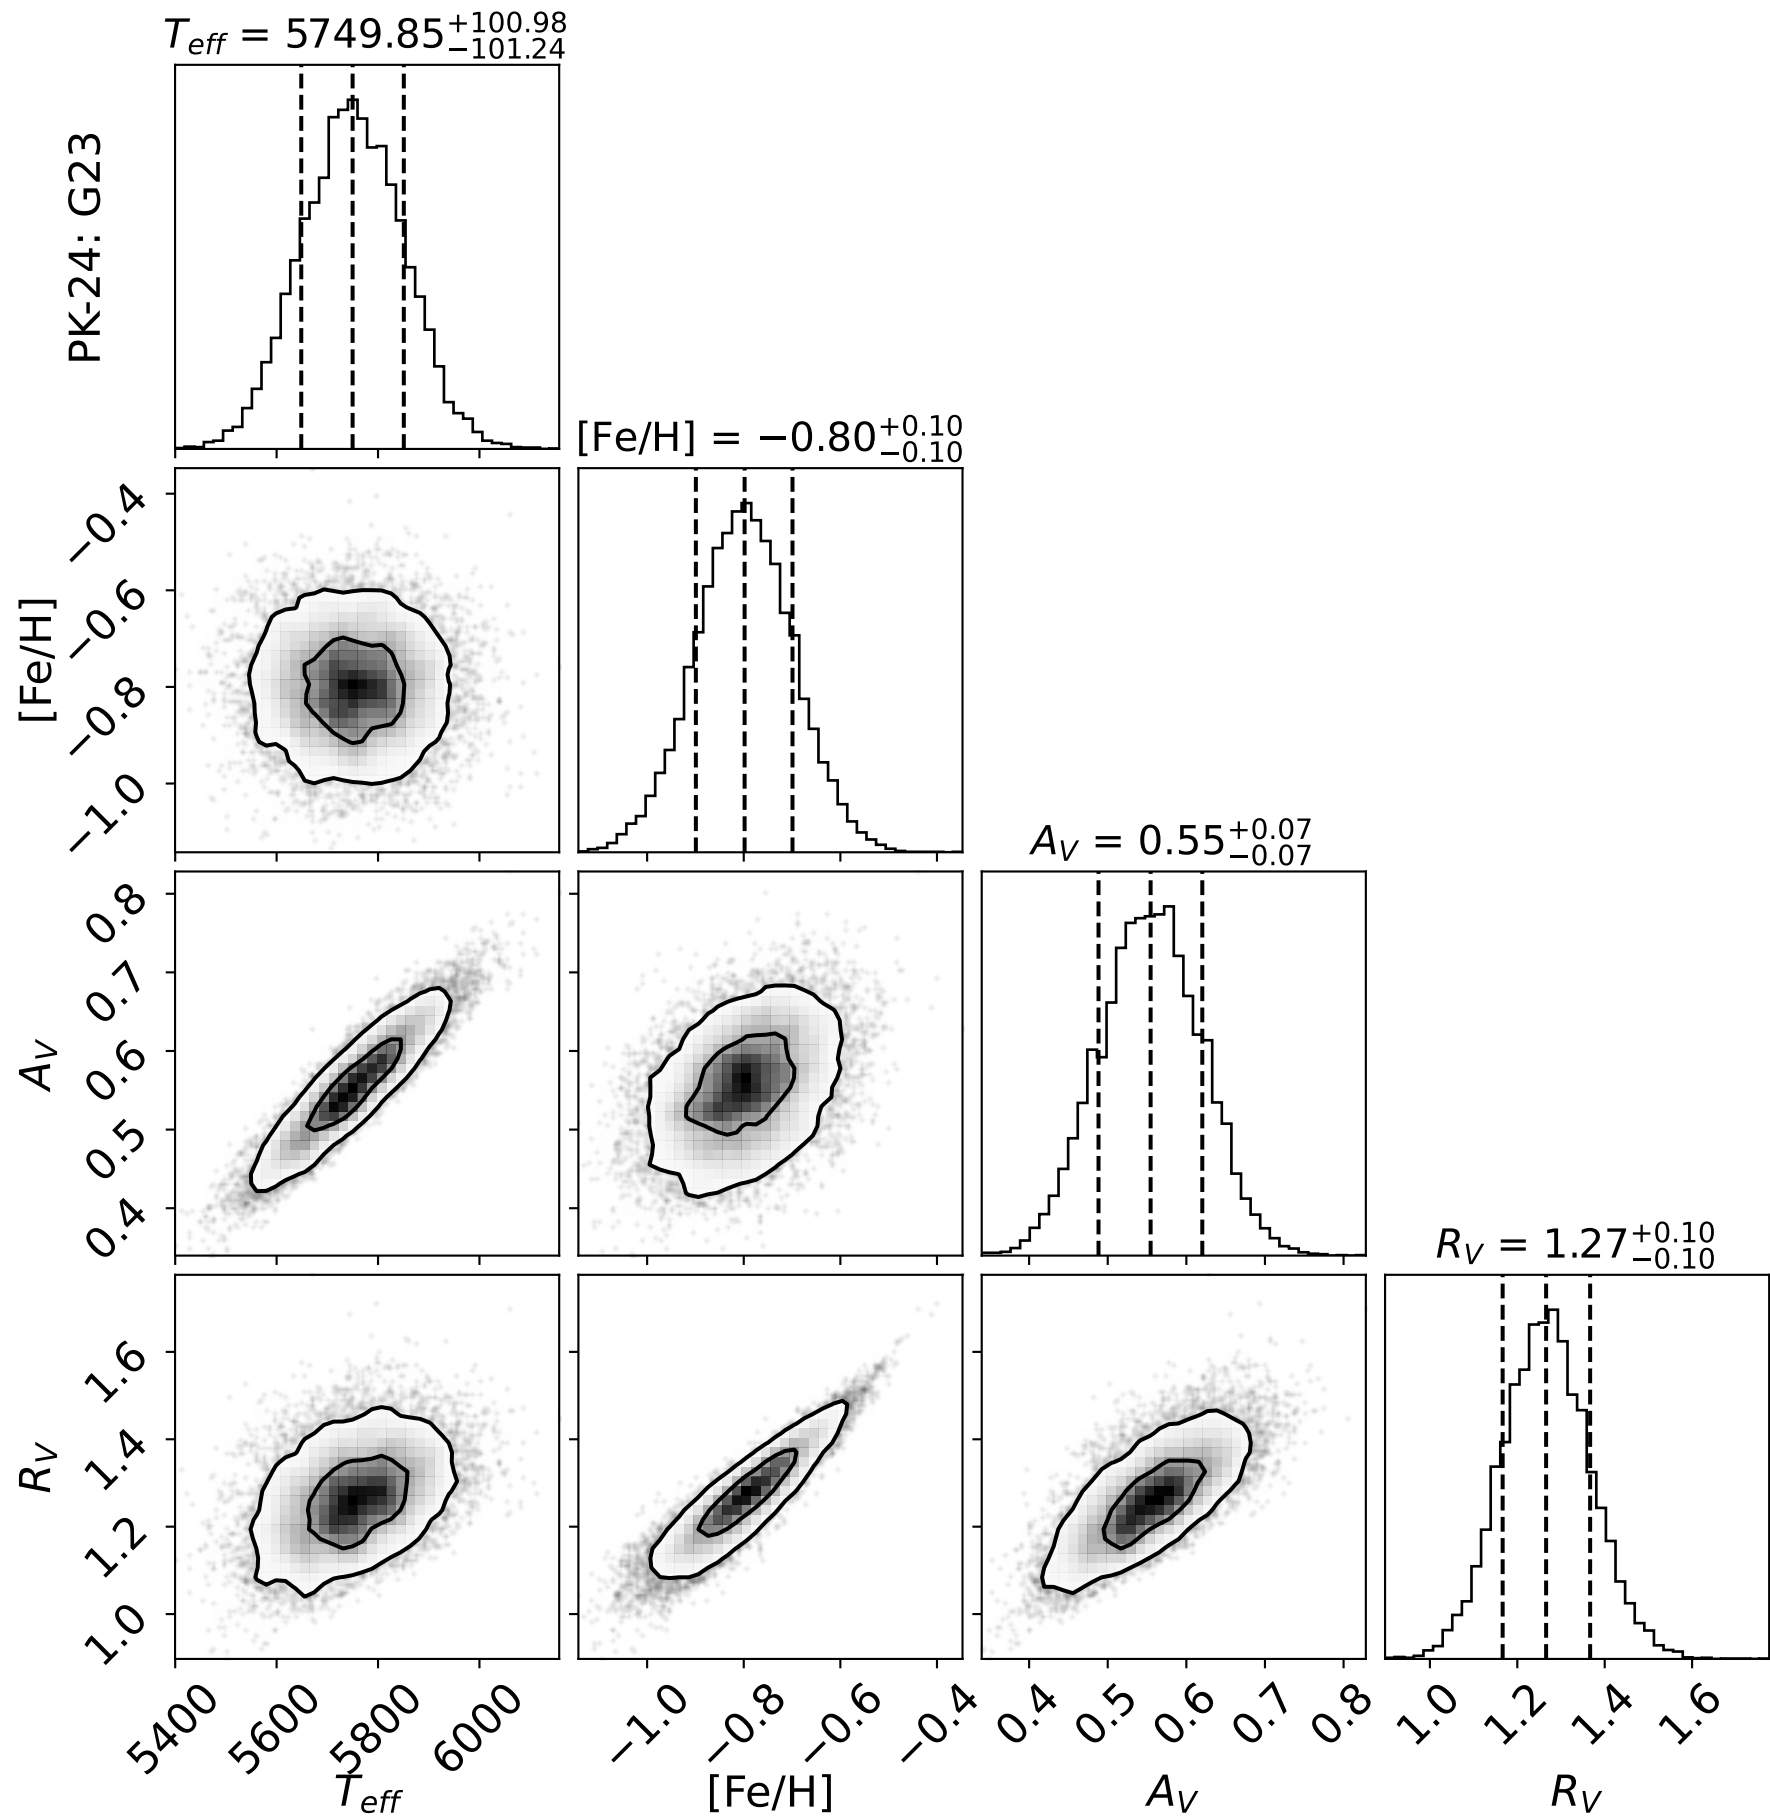 T_eff = 5749.85 +100.98 −101.24
PK-24: G23
[Fe/H] = −0.80 +0.10 −0.10
[Fe/H]
−0.4
−0.6
−0.8
−1.0
A_V = 0.55 +0.07 −0.07
A_V
0.8
0.7
0.6
0.5
0.4
R_V = 1.27 +0.10 −0.10
R_V
1.6
1.4
1.2
1.0
5400 5600 5800 6000
−1.0 −0.8 −0.6 −0.4
0.4 0.5 0.6 0.7 0.8
1.0 1.2 1.4 1.6
T_eff
[Fe/H]
A_V
R_V